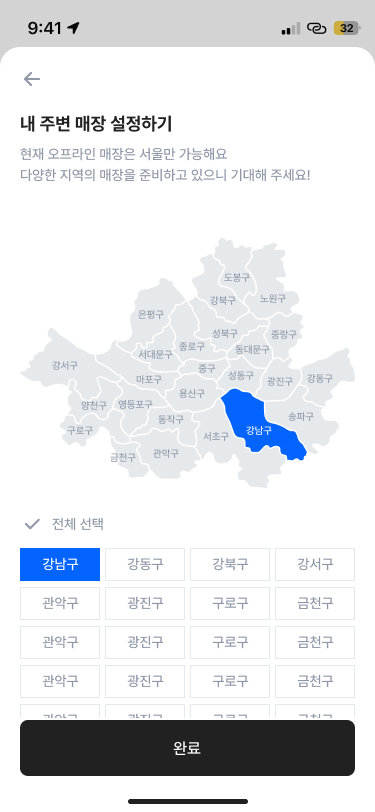 9:41
32
내 주변 매장 설정하기
현재 오프라인 매장은 서울만 가능해요
다양한 지역의 매장을 준비하고 있으니 기대해 주세요!
도봉구
강북구
노원구
은평구
성북구
중랑구
종로구
서대문구
동대문구
강서구
중구
마포구
성동구
광진구
강동구
용산구
양천구
영등포구
동작구
송파구
구로구
서초구
강남구
금천구
관악구
전체 선택
강남구 강동구 강북구 강서구
관악구 광진구 구로구 금천구
관악구 광진구 구로구 금천구
관악구 광진구 구로구 금천구
완료